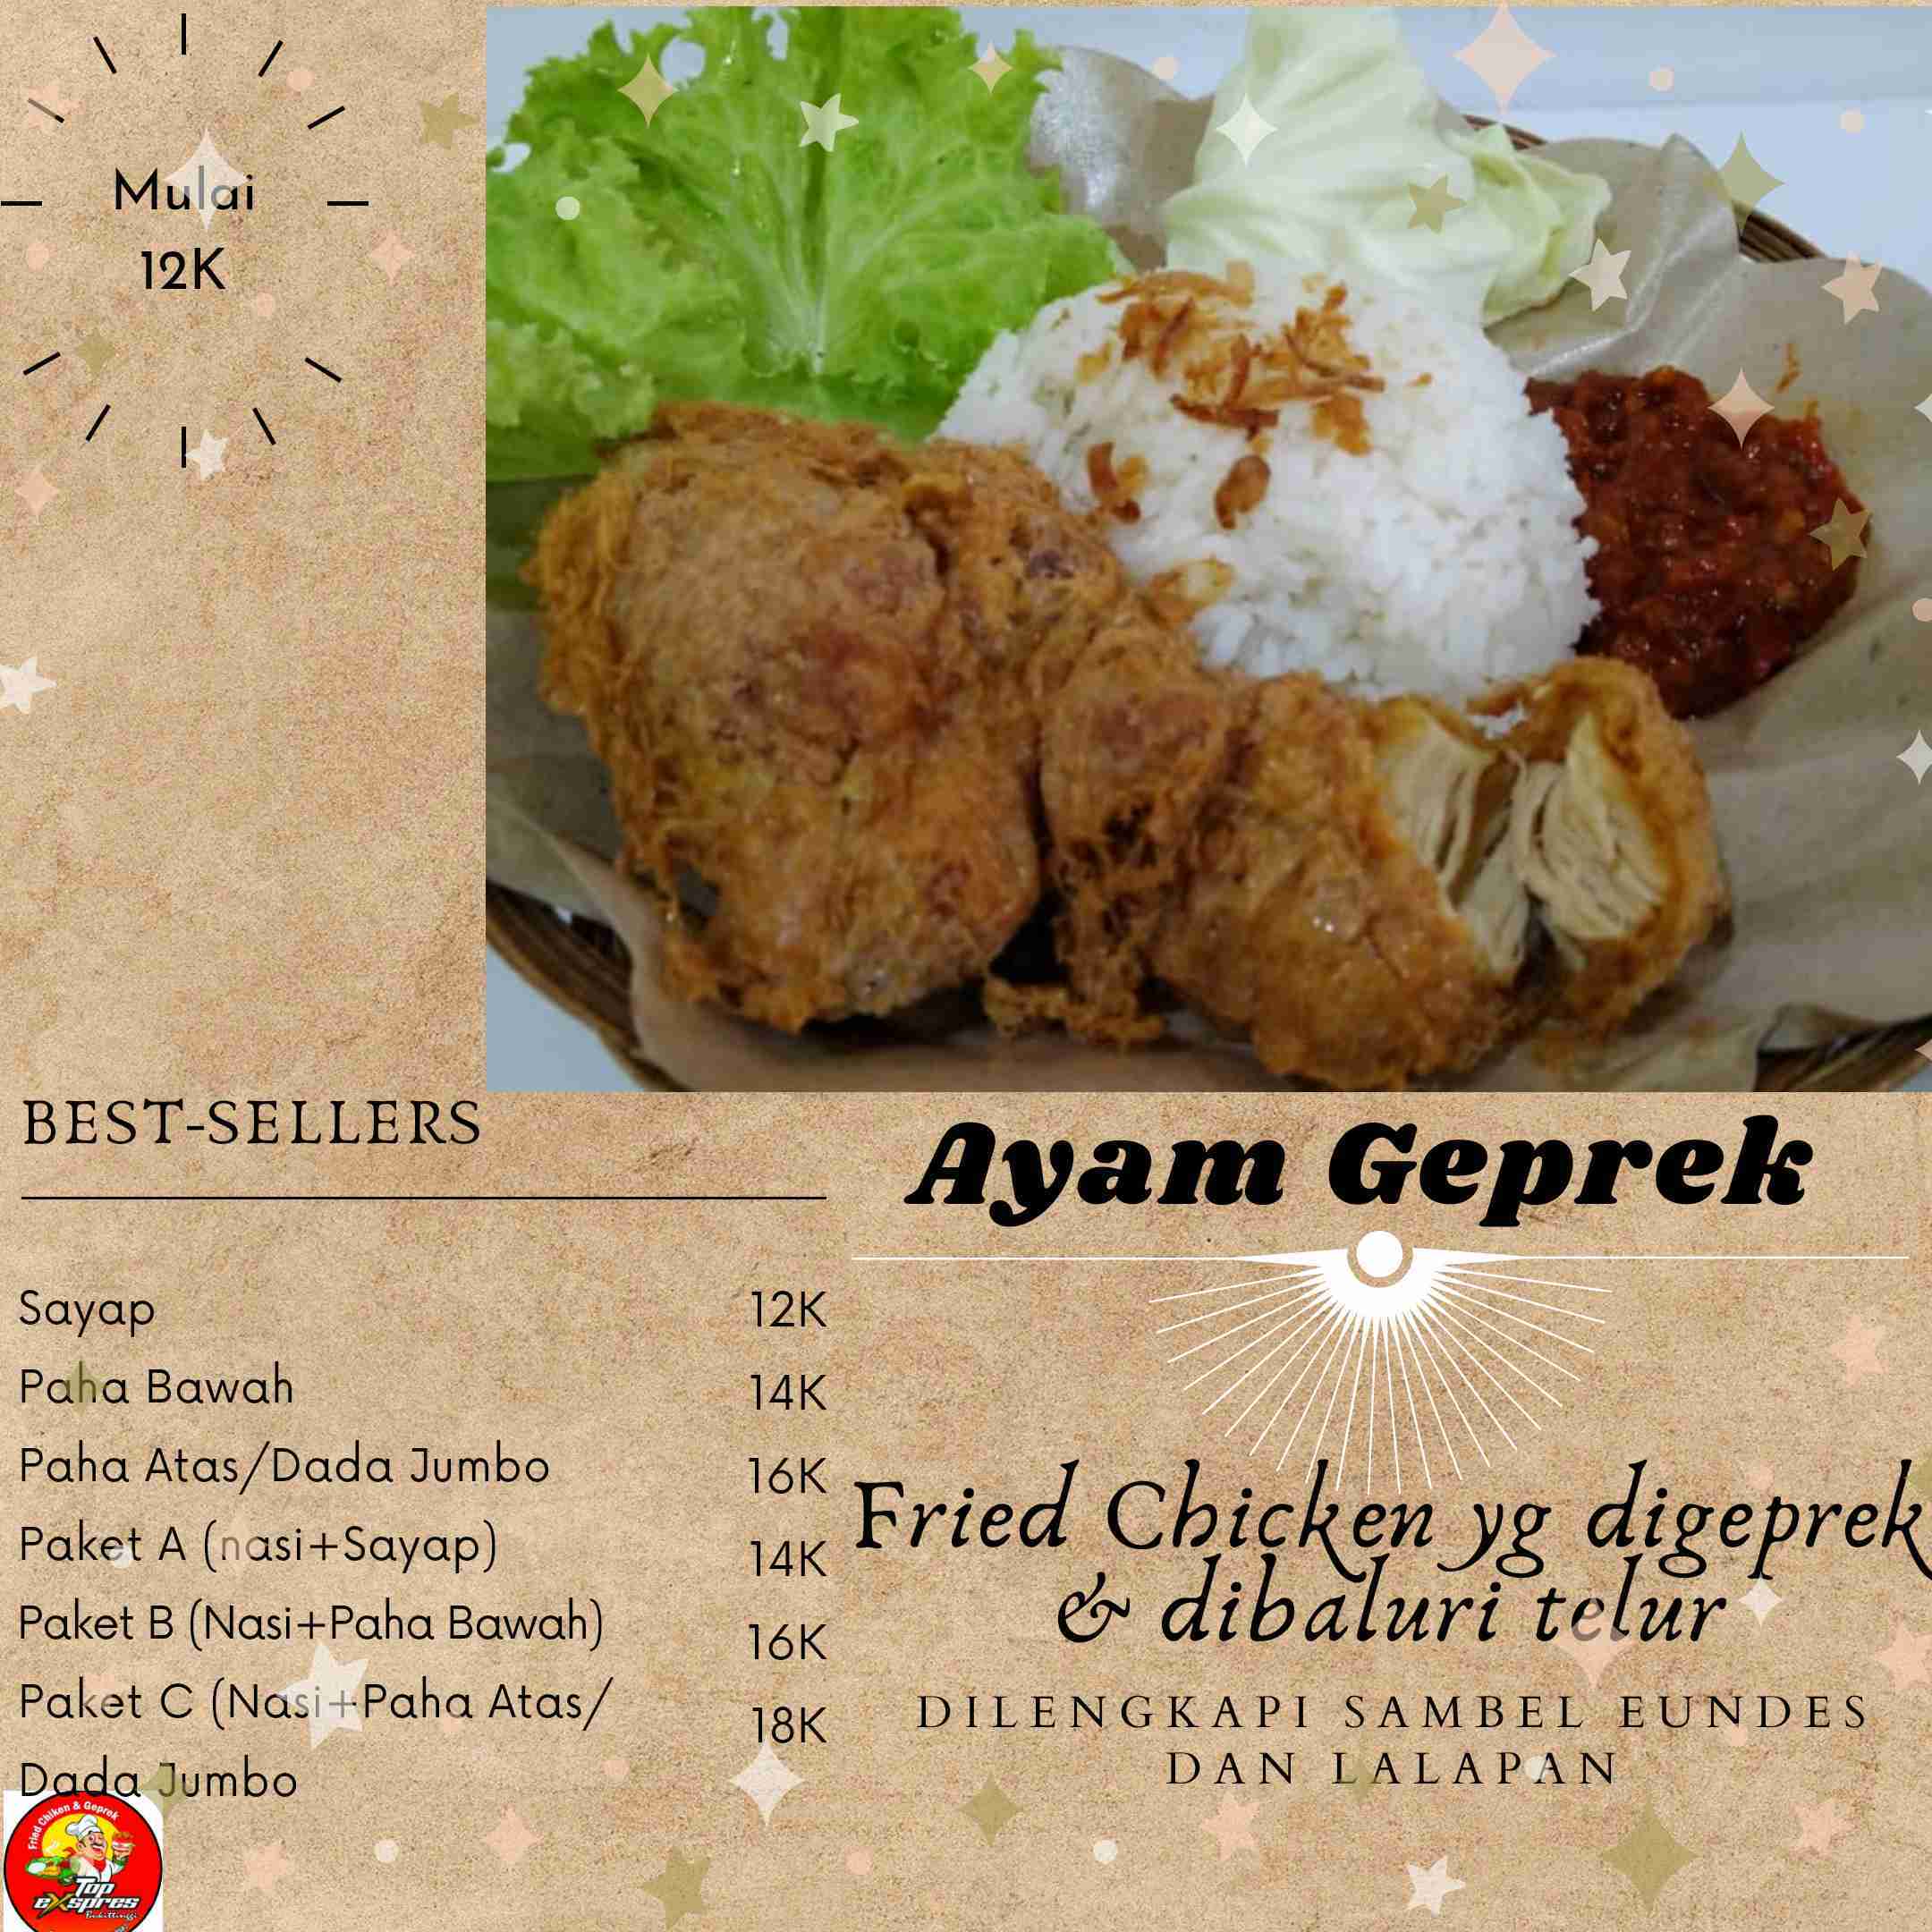 Mulai
12K
BEST-SELLERS
Sayap 12K
Paha Bawah 14K
Paha Atas/Dada Jumbo 16K
Paket A (nasi+Sayap) 14K
Paket B (Nasi+Paha Bawah) 16K
Paket C (Nasi+Paha Atas/ 18K
Dada Jumbo
Ayam Geprek
Fried Chicken yg digeprek
& dibaluri telur
DILENGKAPI SAMBEL EUNDES
DAN LALAPAN
Fried Chiken & Geprek
Top
eXspres
Bukittinggi